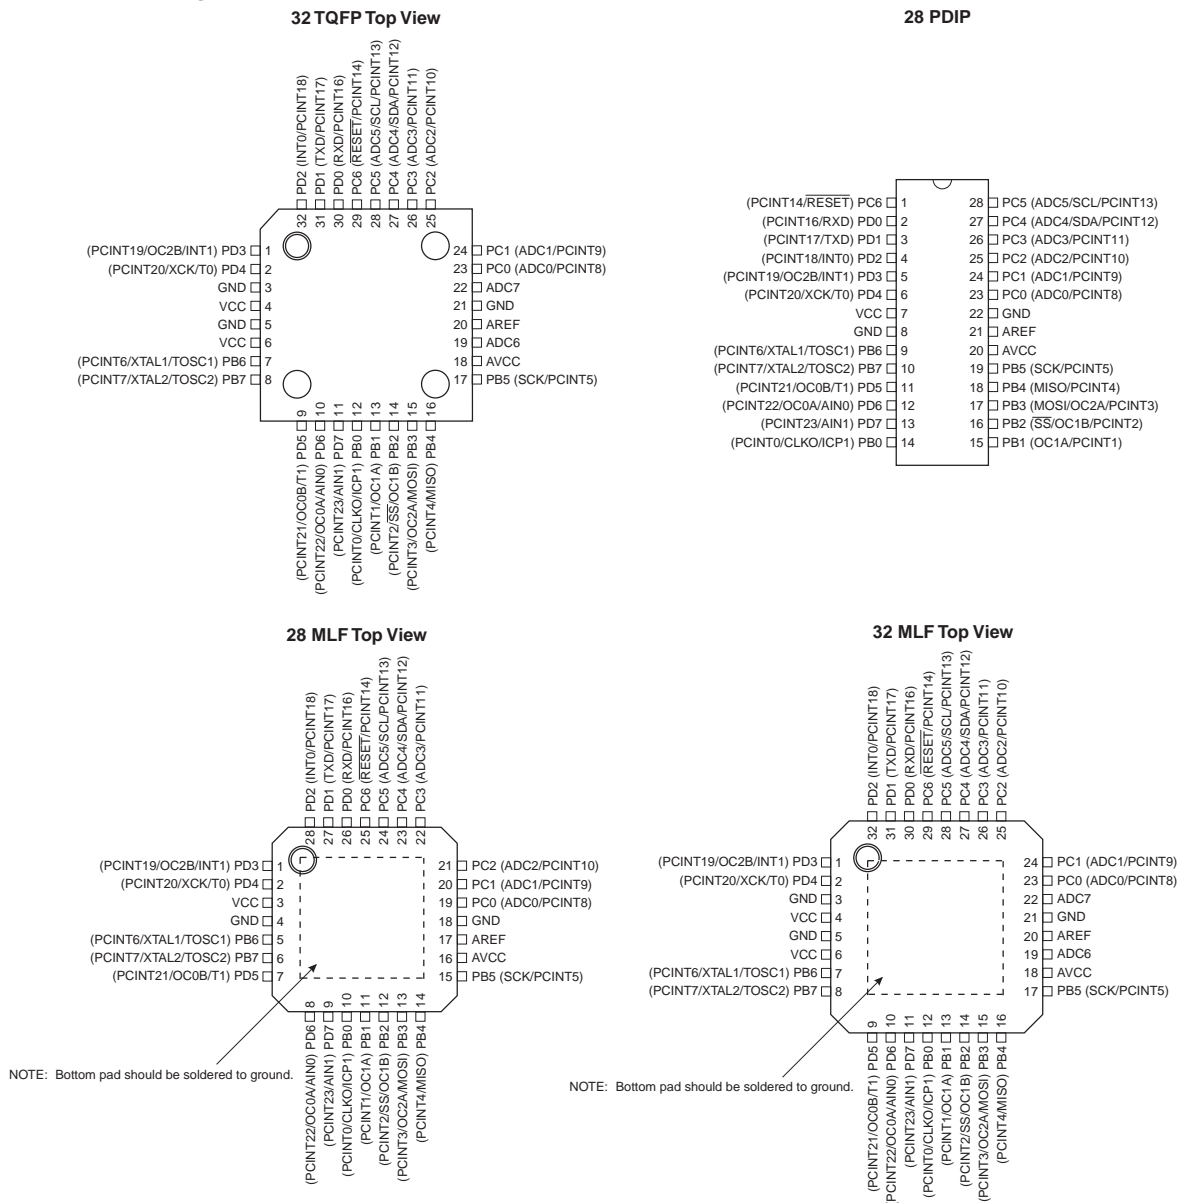 32 TQFP Top View
PD2 (INT0/PCINT18)
PD1 (TXD/PCINT17)
PD0 (RXD/PCINT16)
PC6 (RESET/PCINT14)
PC5 (ADC5/SCL/PCINT13)
PC4 (ADC4/SDA/PCINT12)
PC3 (ADC3/PCINT11)
PC2 (ADC2/PCINT10)
32 31 30 29 28 27 26 25
(PCINT19/OC2B/INT1) PD3 1
(PCINT20/XCK/T0) PD4 2
GND 3
VCC 4
GND 5
VCC 6
(PCINT6/XTAL1/TOSC1) PB6 7
(PCINT7/XTAL2/TOSC2) PB7 8
24 PC1 (ADC1/PCINT9)
23 PC0 (ADC0/PCINT8)
22 ADC7
21 GND
20 AREF
19 ADC6
18 AVCC
17 PB5 (SCK/PCINT5)
9 10 11 12 13 14 15 16
(PCINT21/OC0B/T1) PD5
(PCINT22/OC0A/AIN0) PD6
(PCINT23/AIN1) PD7
(PCINT0/CLKO/ICP1) PB0
(PCINT1/OC1A) PB1
(PCINT2/SS/OC1B) PB2
(PCINT3/OC2A/MOSI) PB3
(PCINT4/MISO) PB4
28 PDIP
(PCINT14/RESET) PC6 1
(PCINT16/RXD) PD0 2
(PCINT17/TXD) PD1 3
(PCINT18/INT0) PD2 4
(PCINT19/OC2B/INT1) PD3 5
(PCINT20/XCK/T0) PD4 6
VCC 7
GND 8
(PCINT6/XTAL1/TOSC1) PB6 9
(PCINT7/XTAL2/TOSC2) PB7 10
(PCINT21/OC0B/T1) PD5 11
(PCINT22/OC0A/AIN0) PD6 12
(PCINT23/AIN1) PD7 13
(PCINT0/CLKO/ICP1) PB0 14
28 PC5 (ADC5/SCL/PCINT13)
27 PC4 (ADC4/SDA/PCINT12)
26 PC3 (ADC3/PCINT11)
25 PC2 (ADC2/PCINT10)
24 PC1 (ADC1/PCINT9)
23 PC0 (ADC0/PCINT8)
22 GND
21 AREF
20 AVCC
19 PB5 (SCK/PCINT5)
18 PB4 (MISO/PCINT4)
17 PB3 (MOSI/OC2A/PCINT3)
16 PB2 (SS/OC1B/PCINT2)
15 PB1 (OC1A/PCINT1)
28 MLF Top View
PD2 (INT0/PCINT18)
PD1 (TXD/PCINT17)
PD0 (RXD/PCINT16)
PC6 (RESET/PCINT14)
PC5 (ADC5/SCL/PCINT13)
PC4 (ADC4/SDA/PCINT12)
PC3 (ADC3/PCINT11)
28 27 26 25 24 23 22
(PCINT19/OC2B/INT1) PD3 1
(PCINT20/XCK/T0) PD4 2
VCC 3
GND 4
(PCINT6/XTAL1/TOSC1) PB6 5
(PCINT7/XTAL2/TOSC2) PB7 6
(PCINT21/OC0B/T1) PD5 7
21 PC2 (ADC2/PCINT10)
20 PC1 (ADC1/PCINT9)
19 PC0 (ADC0/PCINT8)
18 GND
17 AREF
16 AVCC
15 PB5 (SCK/PCINT5)
8 9 10 11 12 13 14
(PCINT22/OC0A/AIN0) PD6
(PCINT23/AIN1) PD7
(PCINT0/CLKO/ICP1) PB0
(PCINT1/OC1A) PB1
(PCINT2/SS/OC1B) PB2
(PCINT3/OC2A/MOSI) PB3
(PCINT4/MISO) PB4
NOTE: Bottom pad should be soldered to ground.
32 MLF Top View
PD2 (INT0/PCINT18)
PD1 (TXD/PCINT17)
PD0 (RXD/PCINT16)
PC6 (RESET/PCINT14)
PC5 (ADC5/SCL/PCINT13)
PC4 (ADC4/SDA/PCINT12)
PC3 (ADC3/PCINT11)
PC2 (ADC2/PCINT10)
32 31 30 29 28 27 26 25
(PCINT19/OC2B/INT1) PD3 1
(PCINT20/XCK/T0) PD4 2
GND 3
VCC 4
GND 5
VCC 6
(PCINT6/XTAL1/TOSC1) PB6 7
(PCINT7/XTAL2/TOSC2) PB7 8
24 PC1 (ADC1/PCINT9)
23 PC0 (ADC0/PCINT8)
22 ADC7
21 GND
20 AREF
19 ADC6
18 AVCC
17 PB5 (SCK/PCINT5)
9 10 11 12 13 14 15 16
(PCINT21/OC0B/T1) PD5
(PCINT22/OC0A/AIN0) PD6
(PCINT23/AIN1) PD7
(PCINT0/CLKO/ICP1) PB0
(PCINT1/OC1A) PB1
(PCINT2/SS/OC1B) PB2
(PCINT3/OC2A/MOSI) PB3
(PCINT4/MISO) PB4
NOTE: Bottom pad should be soldered to ground.